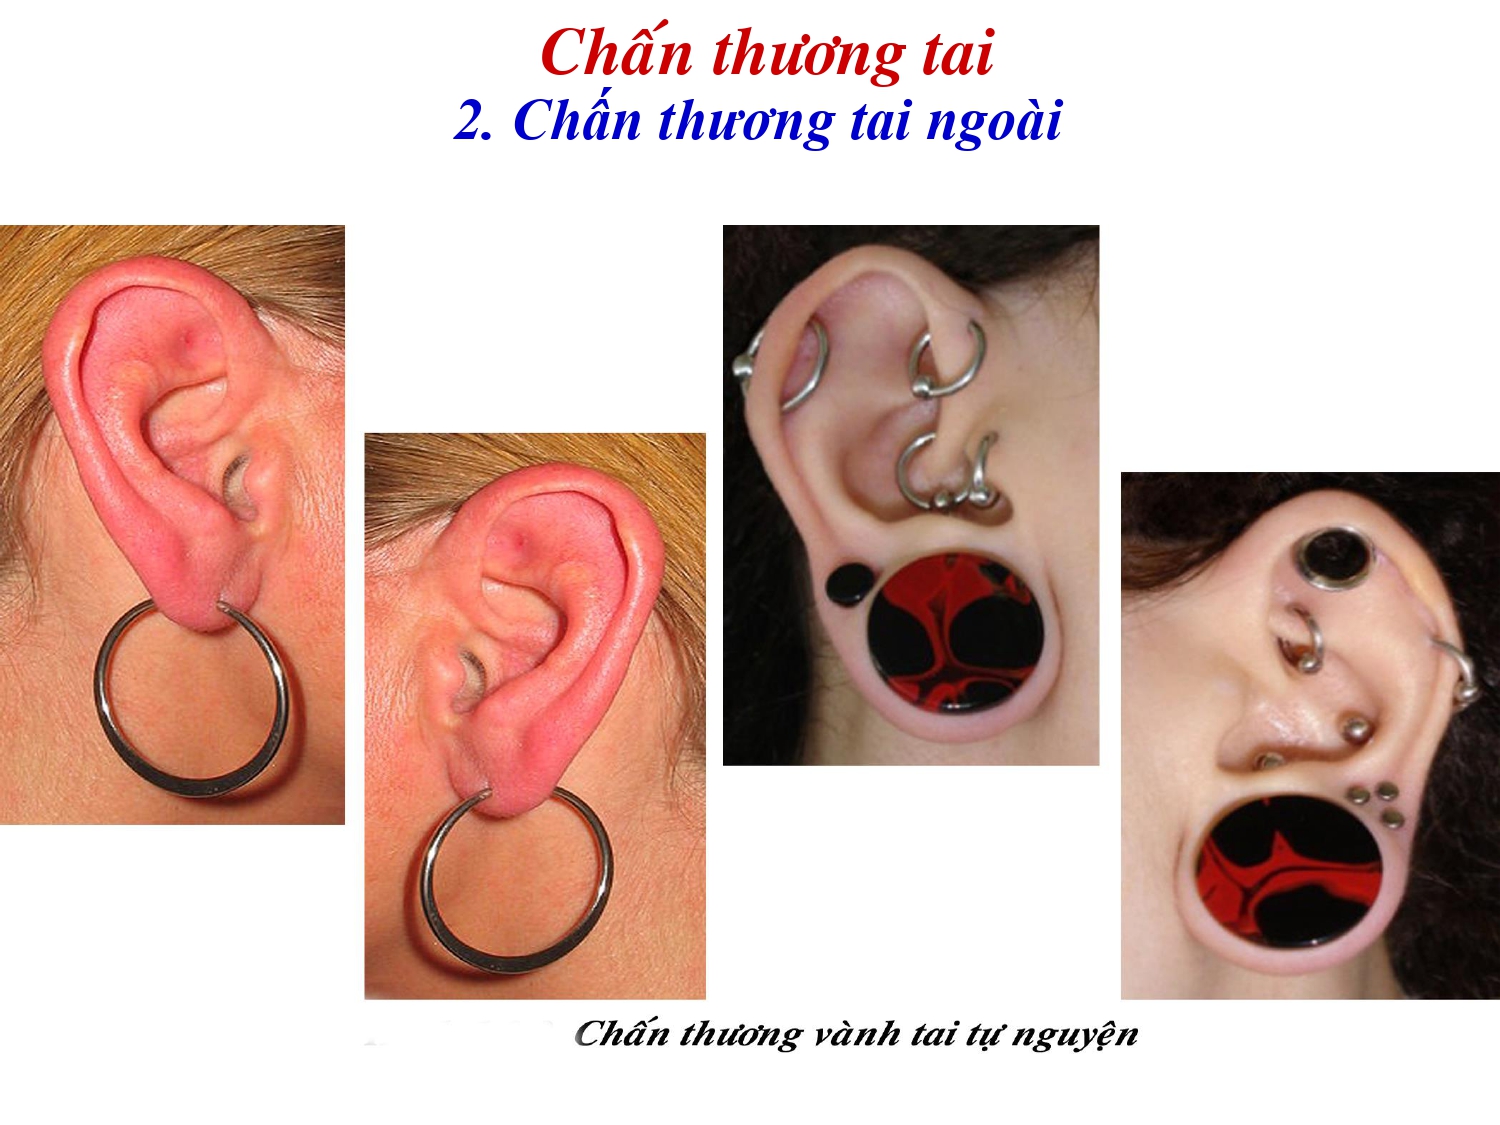 Chấn thương tai
2. Chấn thương tai ngoài
Chấn thương vành tai tự nguyện